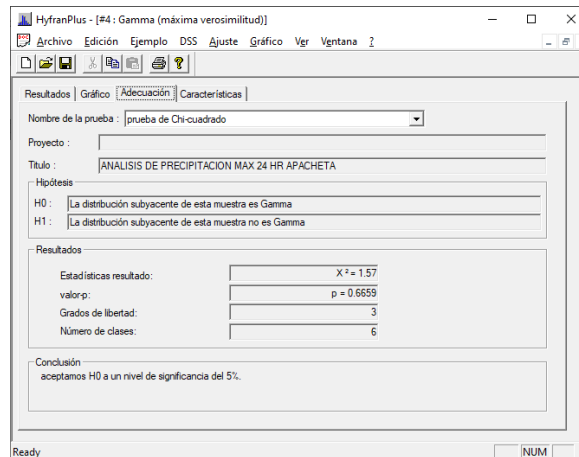 HyfranPlus - [#4 : Gamma (máxima verosimilitud)]
Archivo Edición Ejemplo DSS Ajuste Gráfico Ver Ventana ?
Resultados Gráfico Adecuación Características
Nombre de la prueba : prueba de Chi-cuadrado
Proyecto :
Titulo : ANALISIS DE PRECIPITACION MAX 24 HR APACHETA
Hipótesis
H0 : La distribución subyacente de esta muestra es Gamma
H1 : La distribución subyacente de esta muestra no es Gamma
Resultados
Estadísticas resultado: X² = 1.57
valor-p: p = 0.6659
Grados de libertad: 3
Número de clases: 6
Conclusión
aceptamos H0 a un nivel de significancia del 5%.
Ready NUM